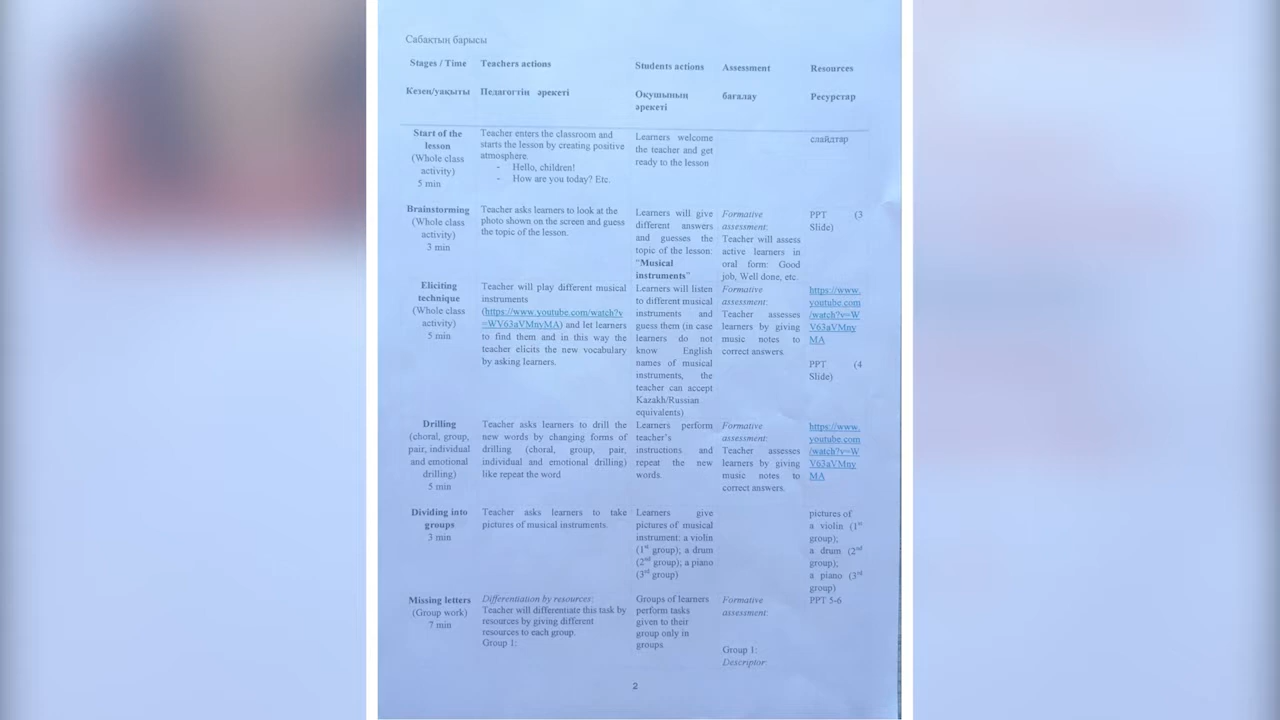 Сабақтың барысы
Stages / Time
Кезең/уақыты
Teachers actions
Педагогтің әрекеті
Students actions
Оқушының
әрекеті
Assessment
бағалау
Resources
Ресурстар
Start of the
lesson
(Whole class
activity)
5 min
Teacher enters the classroom and
starts the lesson by creating positive
atmosphere.
- Hello, children!
- How are you today? Etc.
Learners welcome
the teacher and get
ready to the lesson
слайдтар
Brainstorming
(Whole class
activity)
3 min
Teacher asks learners to look at the
photo shown on the screen and guess
the topic of the lesson.
Learners will give
different answers
and guesses the
topic of the lesson:
“Musical
instruments”
Formative
assessment:
Teacher will assess
active learners in
oral form: Good
job, Well done, etc.
PPT (3
Slide)
Eliciting
technique
(Whole class
activity)
5 min
Teacher will play different musical
instruments
(https://www.youtube.com/watch?v
=WV63aVMnyMA) and let learners
to find them and in this way the
teacher elicits the new vocabulary
by asking learners.
Learners will listen
to different musical
instruments and
guess them (in case
learners do not
know English
names of musical
instruments, the
teacher can accept
Kazakh/Russian
equivalents)
Formative
assessment:
Teacher assesses
learners by giving
music notes to
correct answers.
https://www.
youtube.com
/watch?v=W
V63aVMny
MA
PPT (4
Slide)
Drilling
(choral, group,
pair, individual
and emotional
drilling)
5 min
Teacher asks learners to drill the
new words by changing forms of
drilling (choral, group, pair,
individual and emotional drilling)
like repeat the word
Learners perform
teacher’s
instructions and
repeat the new
words.
Formative
assessment:
Teacher assesses
learners by giving
music notes to
correct answers.
https://www.
youtube.com
/watch?v=W
V63aVMny
MA
Dividing into
groups
3 min
Teacher asks learners to take
pictures of musical instruments.
Learners give
pictures of musical
instrument: a violin
(1st group); a drum
(2nd group); a piano
(3rd group)
pictures of
a violin (1st
group);
a drum (2nd
group);
a piano (3rd
group)
Missing letters
(Group work)
7 min
Differentiation by resources:
Teacher will differentiate this task by
resources by giving different
resources to each group.
Group 1:
Groups of learners
perform tasks
given to their
group only in
groups
Formative
assessment:
Group 1:
Descriptor
PPT 5-6
2